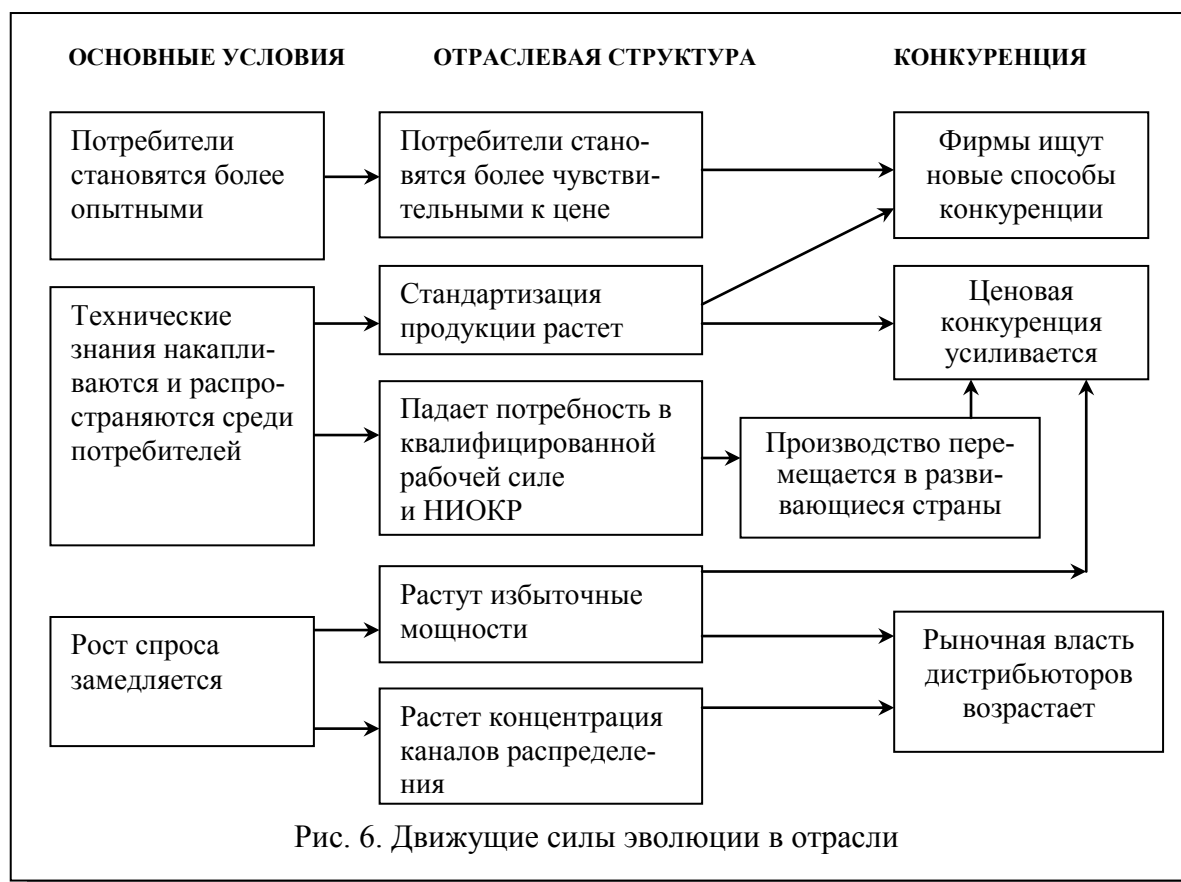 ОСНОВНЫЕ УСЛОВИЯ
ОТРАСЛЕВАЯ СТРУКТУРА
КОНКУРЕНЦИЯ
Потребители
становятся более
опытными
Потребители стано-
вятся более чувстви-
тельными к цене
Фирмы ищут
новые способы
конкуренции
Технические
знания накапли-
ваются и распро-
страняются среди
потребителей
Стандартизация
продукции растет
Ценовая
конкуренция
усиливается
Падает потребность в
квалифицированной
рабочей силе
и НИОКР
Производство пере-
мещается в разви-
вающиеся страны
Рост спроса
замедляется
Растут избыточные
мощности
Рыночная власть
дистрибьюторов
возрастает
Растет концентрация
каналов распределе-
ния
Рис. 6. Движущие силы эволюции в отрасли